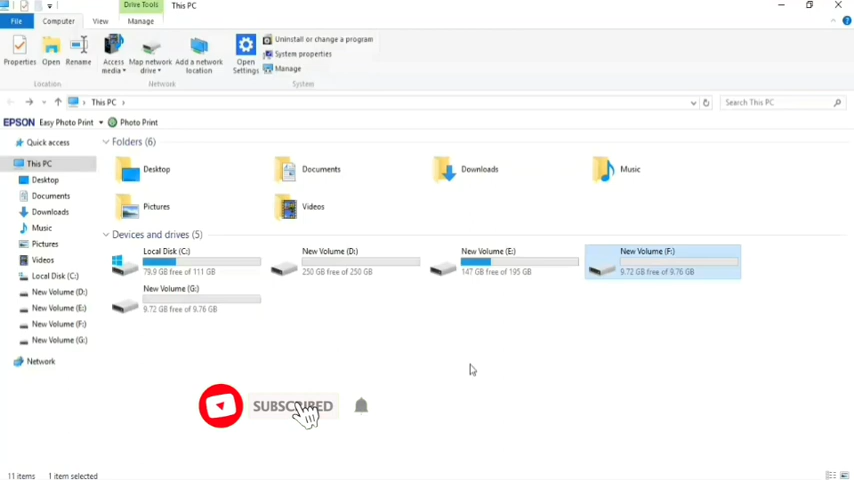 Drive Tools This PC
File Computer View Manage
Properties Open Rename Access media Map network drive Add a network location Open Settings
Uninstall or change a program
System properties
Manage
Location Network System
This PC
Search This PC
EPSON Easy Photo Print Photo Print
Quick access
This PC
Desktop
Documents
Downloads
Music
Pictures
Videos
Local Disk (C:)
New Volume (D:)
New Volume (E:)
New Volume (F:)
New Volume (G:)
Network
Folders (6)
Desktop Documents Downloads Music
Pictures Videos
Devices and drives (5)
Local Disk (C:)
79.9 GB free of 111 GB
New Volume (D:)
250 GB free of 250 GB
New Volume (E:)
147 GB free of 195 GB
New Volume (F:)
9.72 GB free of 9.76 GB
New Volume (G:)
9.72 GB free of 9.76 GB
SUBSCRIBED
11 items 1 item selected